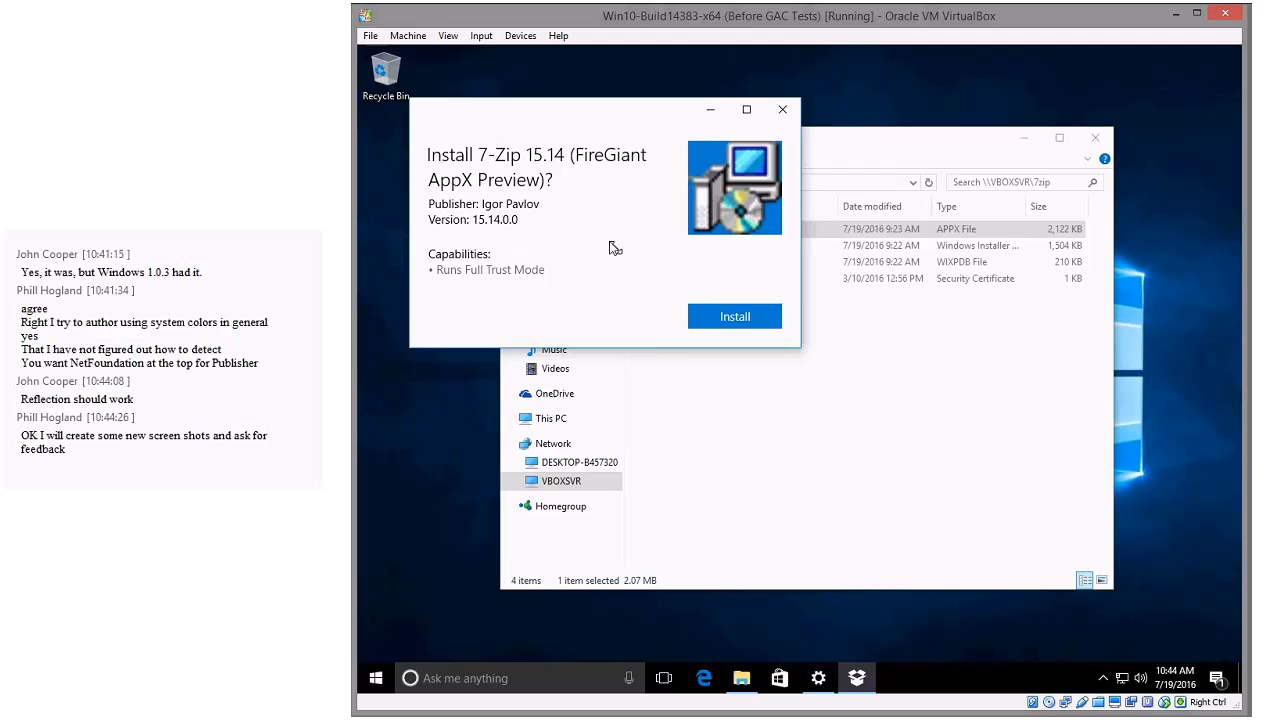 John Cooper [10:41:15 ]
Yes, it was, but Windows 1.0.3 had it.
Phill Hogland [10:41:34 ]
agree
Right I try to author using system colors in general
yes
That I have not figured out how to detect
You want NetFoundation at the top for Publisher
John Cooper [10:44:08 ]
Reflection should work
Phill Hogland [10:44:26 ]
OK I will create some new screen shots and ask for
feedback
Win10-Build14383-x64 (Before GAC Tests) [Running] - Oracle VM VirtualBox
File Machine View Input Devices Help
Recycle Bin
Install 7-Zip 15.14 (FireGiant
AppX Preview)?
Publisher: Igor Pavlov
Version: 15.14.0.0
Capabilities:
• Runs Full Trust Mode
Install
Search \\VBOXSVR\7zip
Date modified Type Size
7/19/2016 9:23 AM APPX File 2,122 KB
7/19/2016 9:22 AM Windows Installer ... 1,504 KB
7/19/2016 9:22 AM WIXPDB File 210 KB
3/10/2016 12:56 PM Security Certificate 1 KB
Music
Videos
OneDrive
This PC
Network
DESKTOP-B457320
VBOXSVR
Homegroup
4 items 1 item selected 2.07 MB
Ask me anything
10:44 AM
7/19/2016
1
Right Ctrl